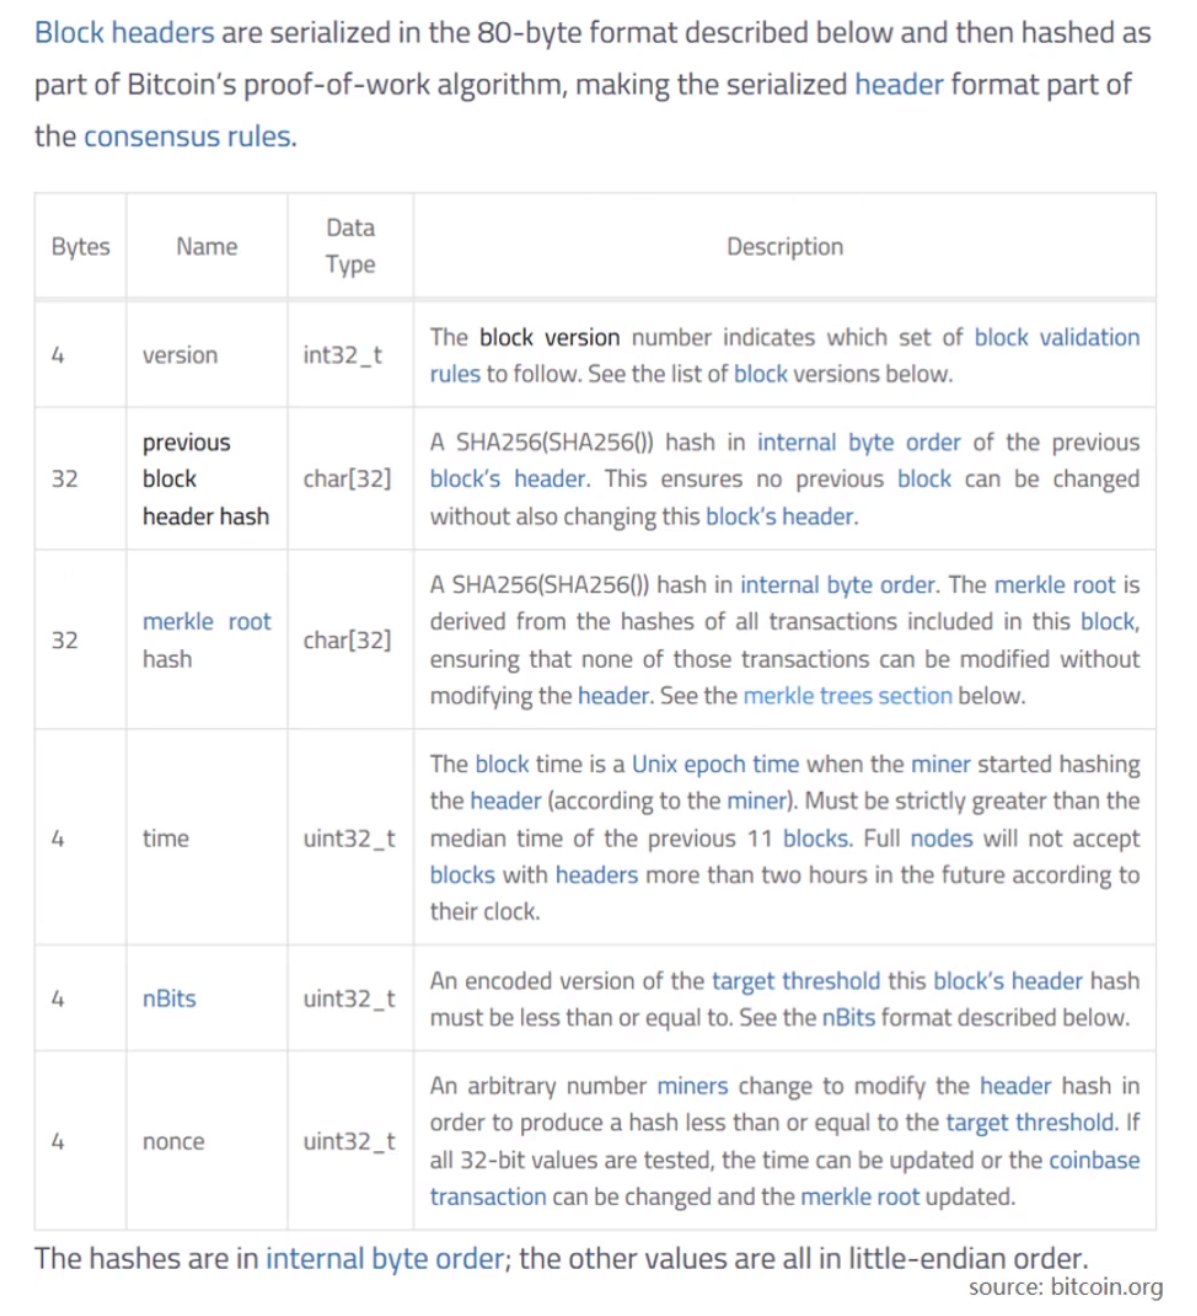 Block headers are serialized in the 80-byte format described below and then hashed as
part of Bitcoin's proof-of-work algorithm, making the serialized header format part of
the consensus rules.
Bytes
Name
Data
Type
Description
4
version
int32_t
The block version number indicates which set of block validation
rules to follow. See the list of block versions below.
32
previous
block
header hash
char[32]
A SHA256(SHA256()) hash in internal byte order of the previous
block's header. This ensures no previous block can be changed
without also changing this block's header.
32
merkle root
hash
char[32]
A SHA256(SHA256()) hash in internal byte order. The merkle root is
derived from the hashes of all transactions included in this block,
ensuring that none of those transactions can be modified without
modifying the header. See the merkle trees section below.
4
time
uint32_t
The block time is a Unix epoch time when the miner started hashing
the header (according to the miner). Must be strictly greater than the
median time of the previous 11 blocks. Full nodes will not accept
blocks with headers more than two hours in the future according to
their clock.
4
nBits
uint32_t
An encoded version of the target threshold this block's header hash
must be less than or equal to. See the nBits format described below.
4
nonce
uint32_t
An arbitrary number miners change to modify the header hash in
order to produce a hash less than or equal to the target threshold. If
all 32-bit values are tested, the time can be updated or the coinbase
transaction can be changed and the merkle root updated.
The hashes are in internal byte order; the other values are all in little-endian order.
source: bitcoin.org